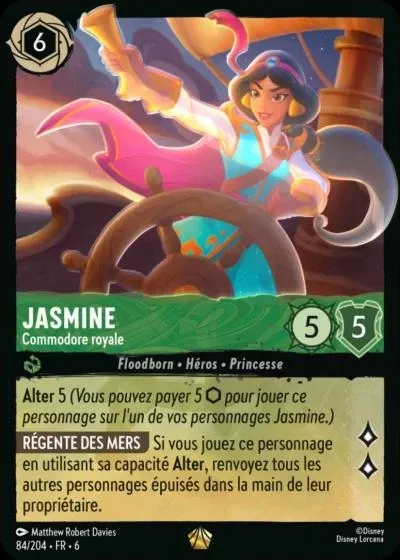 6
JASMINE
Commodore royale
5 5
Floodborn • Héros • Princesse
Alter 5 (Vous pouvez payer 5 ⬡ pour jouer ce
personnage sur l'un de vos personnages Jasmine.)
RÉGENTE DES MERS Si vous jouez ce personnage
en utilisant sa capacité Alter, renvoyez tous les
autres personnages épuisés dans la main de leur
propriétaire.
Matthew Robert Davies
©Disney
84/204 • FR • 6
Disney Lorcana